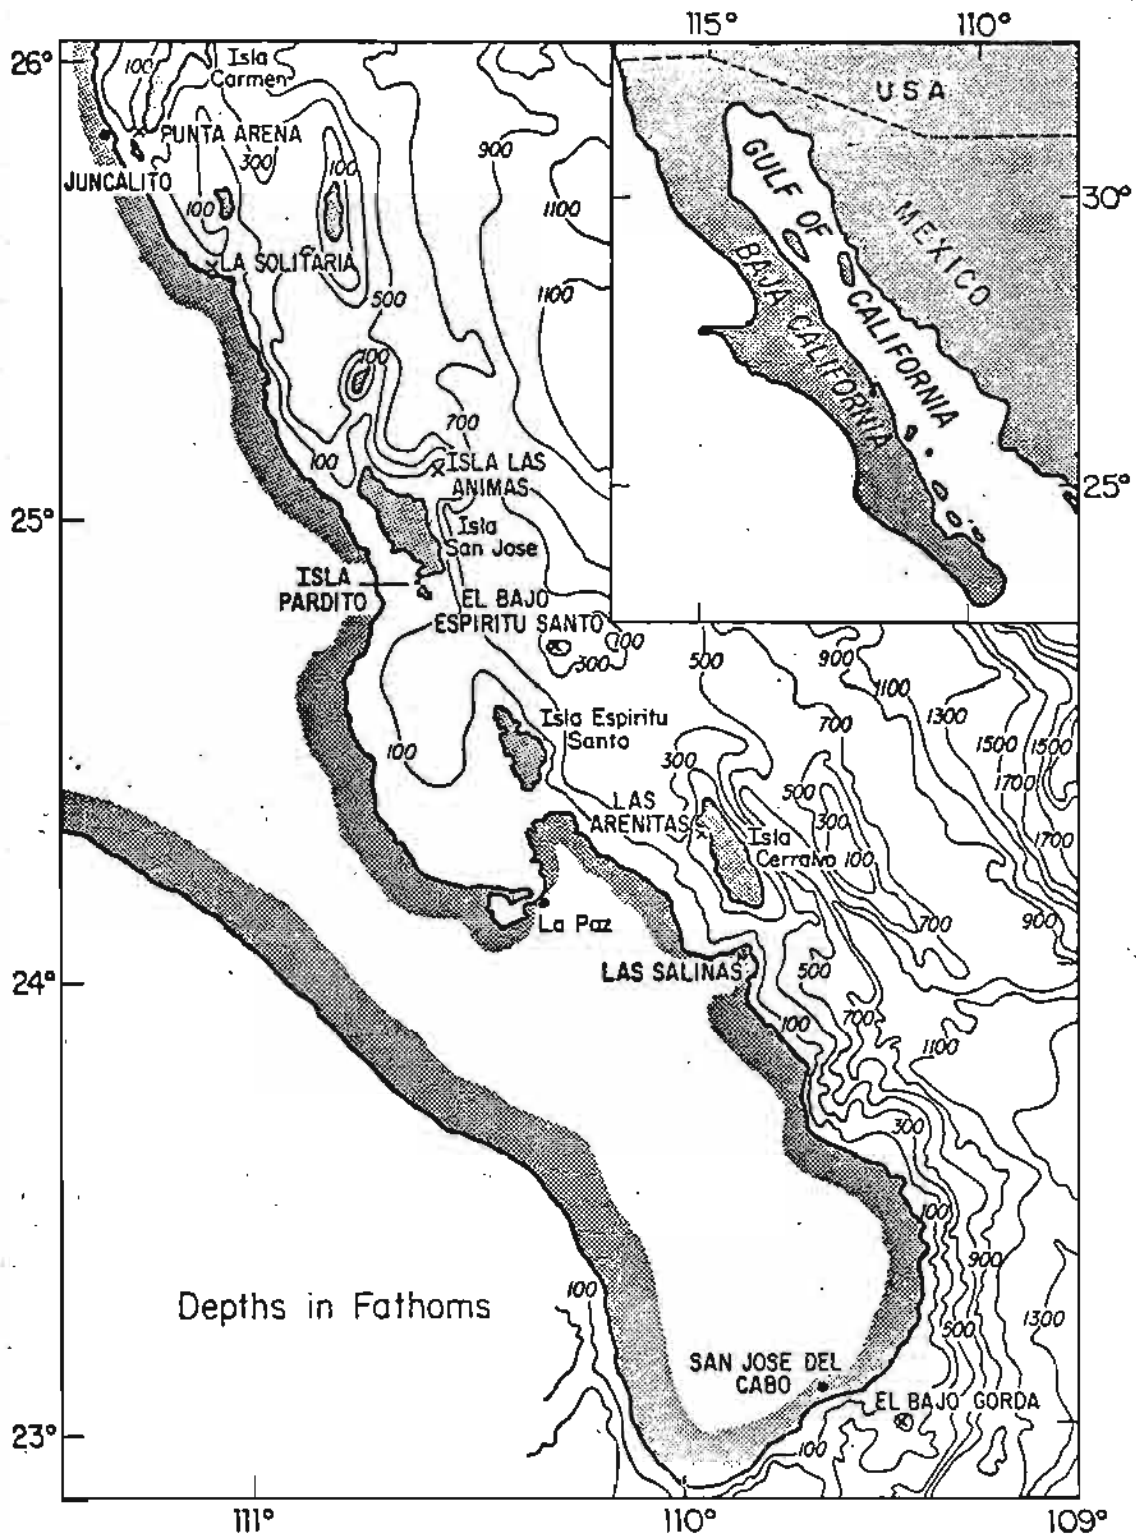 115° 110°
26°
100
Isla
Carmen
USA
PUNTA ARENA
300
900
100
JUNCALITO
GULF OF CALIFORNIA
30°
100
1100
MEXICO
LA SOLITARIA
BAJA CALIFORNIA
500
1100
100
700
100
ISLA LAS
ANIMAS
25°
25°
Isla
San Jose
ISLA
PARDITO
EL BAJO
ESPIRITU SANTO
100
300
500
900
1100
Isla Espiritu
Santo
700
1300
100
1500
1500
300
1700
500
LAS
ARENITAS
300
1700
Isla
Cerralvo
100
La Paz
700
900
LAS SALINAS
500
24°
100
700
1100
300
100
900
100
Depths in Fathoms
500
1300
SAN JOSE DEL
CABO
EL BAJO GORDA
23°
100
111° 110° 109°